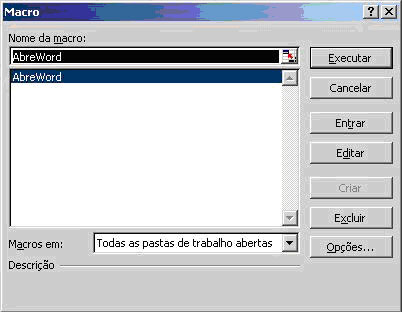 Macro
Nome da macro:
AbreWord
AbreWord
Executar
Cancelar
Entrar
Editar
Criar
Excluir
Opções...
Macros em:
Todas as pastas de trabalho abertas
Descrição